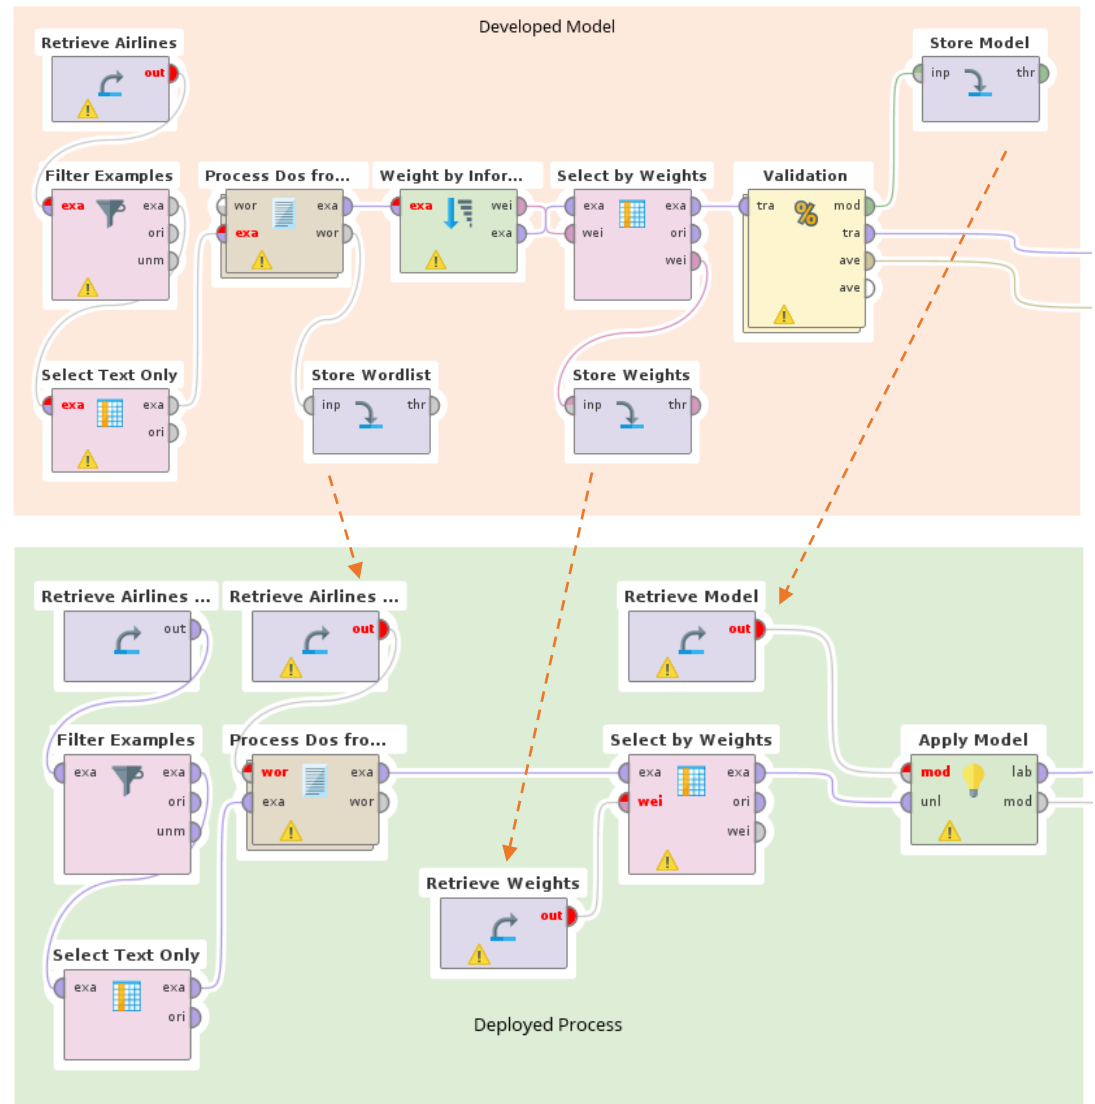 Developed Model
Retrieve Airlines
out
Store Model
inp thr
Filter Examples
exa exa
ori
unm
Process Dos fro...
wor exa
exa wor
Weight by Infor...
exa wei
exa
Select by Weights
exa exa
wei ori
wei
Validation
tra mod
tra
ave
ave
Select Text Only
exa exa
ori
Store Wordlist
inp thr
Store Weights
inp thr
Retrieve Airlines ...
out
Retrieve Airlines ...
out
Retrieve Model
out
Filter Examples
exa exa
ori
unm
Process Dos fro...
wor exa
exa wor
Select by Weights
exa exa
wei ori
wei
Apply Model
mod lab
unl mod
Retrieve Weights
out
Select Text Only
exa exa
ori
Deployed Process